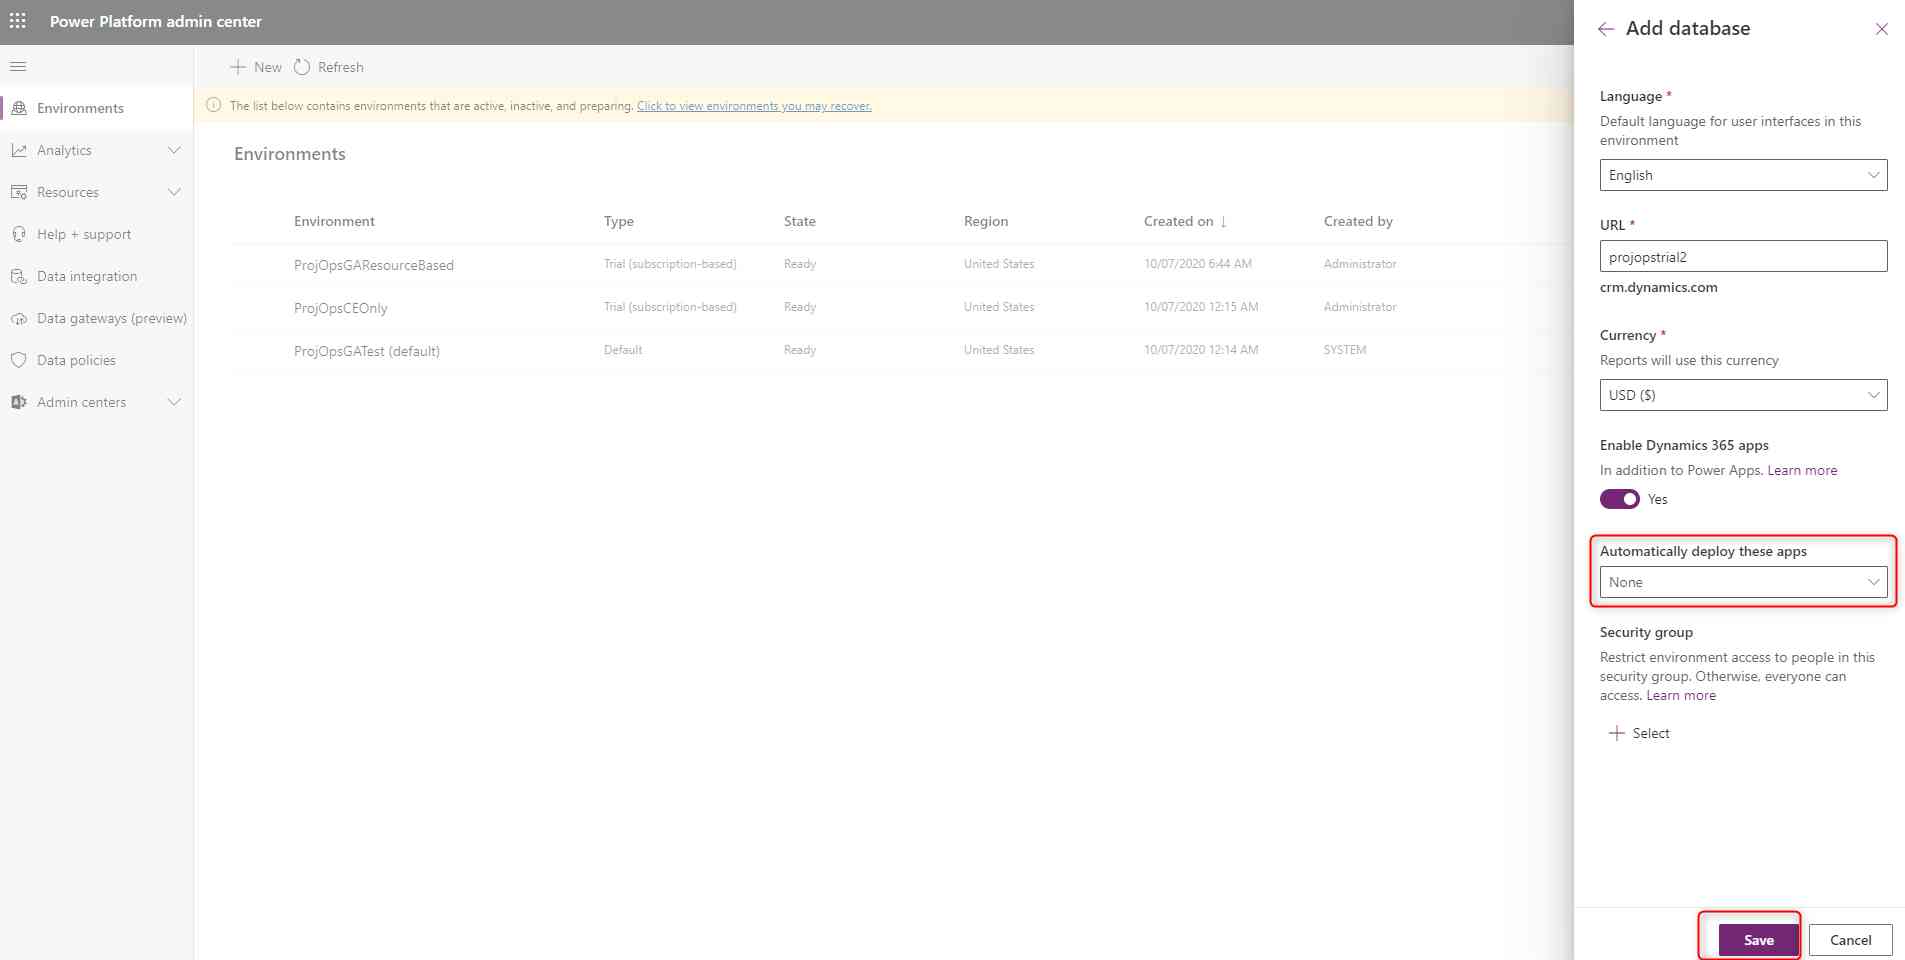 Power Platform admin center
Environments
Analytics
Resources
Help + support
Data integration
Data gateways (preview)
Data policies
Admin centers
New Refresh
The list below contains environments that are active, inactive, and preparing. Click to view environments you may recover.
Environments
Environment Type State Region Created on ↓ Created by
ProjOpsGAResourceBased Trial (subscription-based) Ready United States 10/07/2020 6:44 AM Administrator
ProjOpsCEOnly Trial (subscription-based) Ready United States 10/07/2020 12:15 AM Administrator
ProjOpsGATest (default) Default Ready United States 10/07/2020 12:14 AM SYSTEM
Add database
Language *
Default language for user interfaces in this
environment
English
URL *
projopstrial2
crm.dynamics.com
Currency *
Reports will use this currency
USD ($)
Enable Dynamics 365 apps
In addition to Power Apps. Learn more
Yes
Automatically deploy these apps
None
Security group
Restrict environment access to people in this
security group. Otherwise, everyone can
access. Learn more
Select
Save Cancel